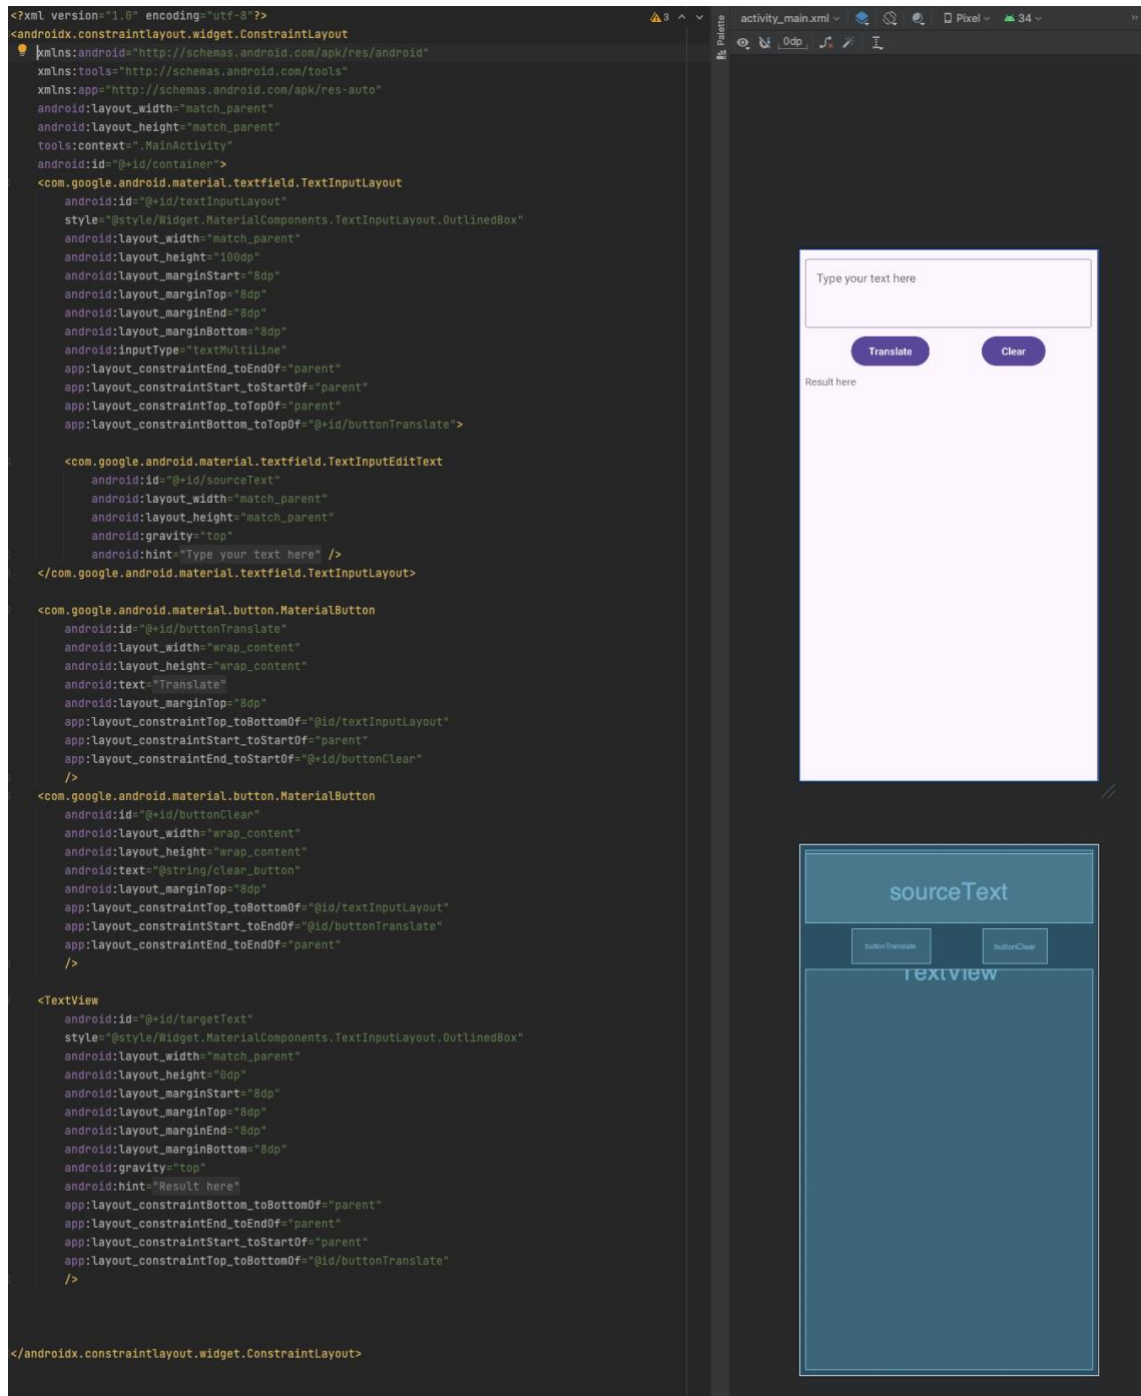 <?xml version="1.0" encoding="utf-8"?>
<androidx.constraintlayout.widget.ConstraintLayout
xmlns:android="http://schemas.android.com/apk/res/android"
xmlns:tools="http://schemas.android.com/tools"
xmlns:app="http://schemas.android.com/apk/res-auto"
android:layout_width="match_parent"
android:layout_height="match_parent"
tools:context=".MainActivity"
android:id="@+id/container">
<com.google.android.material.textfield.TextInputLayout
android:id="@+id/textInputLayout"
style="@style/Widget.MaterialComponents.TextInputLayout.OutlinedBox"
android:layout_width="match_parent"
android:layout_height="100dp"
android:layout_marginStart="8dp"
android:layout_marginTop="8dp"
android:layout_marginEnd="8dp"
android:layout_marginBottom="8dp"
android:inputType="textMultiLine"
app:layout_constraintEnd_toEndOf="parent"
app:layout_constraintStart_toStartOf="parent"
app:layout_constraintTop_toTopOf="parent"
app:layout_constraintBottom_toTopOf="@+id/buttonTranslate">
<com.google.android.material.textfield.TextInputEditText
android:id="@+id/sourceText"
android:layout_width="match_parent"
android:layout_height="match_parent"
android:gravity="top"
android:hint="Type your text here" />
</com.google.android.material.textfield.TextInputLayout>
<com.google.android.material.button.MaterialButton
android:id="@+id/buttonTranslate"
android:layout_width="wrap_content"
android:layout_height="wrap_content"
android:text="Translate"
android:layout_marginTop="8dp"
app:layout_constraintTop_toBottomOf="@id/textInputLayout"
app:layout_constraintStart_toStartOf="parent"
app:layout_constraintEnd_toStartOf="@+id/buttonClear"
/>
<com.google.android.material.button.MaterialButton
android:id="@+id/buttonClear"
android:layout_width="wrap_content"
android:layout_height="wrap_content"
android:text="@string/clear_button"
android:layout_marginTop="8dp"
app:layout_constraintTop_toBottomOf="@id/textInputLayout"
app:layout_constraintStart_toEndOf="@id/buttonTranslate"
app:layout_constraintEnd_toEndOf="parent"
/>
<TextView
android:id="@+id/targetText"
style="@style/Widget.MaterialComponents.TextInputLayout.OutlinedBox"
android:layout_width="match_parent"
android:layout_height="0dp"
android:layout_marginStart="8dp"
android:layout_marginTop="8dp"
android:layout_marginEnd="8dp"
android:layout_marginBottom="8dp"
android:gravity="top"
android:hint="Result here"
app:layout_constraintBottom_toBottomOf="parent"
app:layout_constraintEnd_toEndOf="parent"
app:layout_constraintStart_toStartOf="parent"
app:layout_constraintTop_toBottomOf="@id/buttonTranslate"
/>
</androidx.constraintlayout.widget.ConstraintLayout>
3
Palette
activity_main.xml Pixel 34
0dp
Type your text here
Translate Clear
Result here
sourceText
buttonTranslate buttonClear
TextView